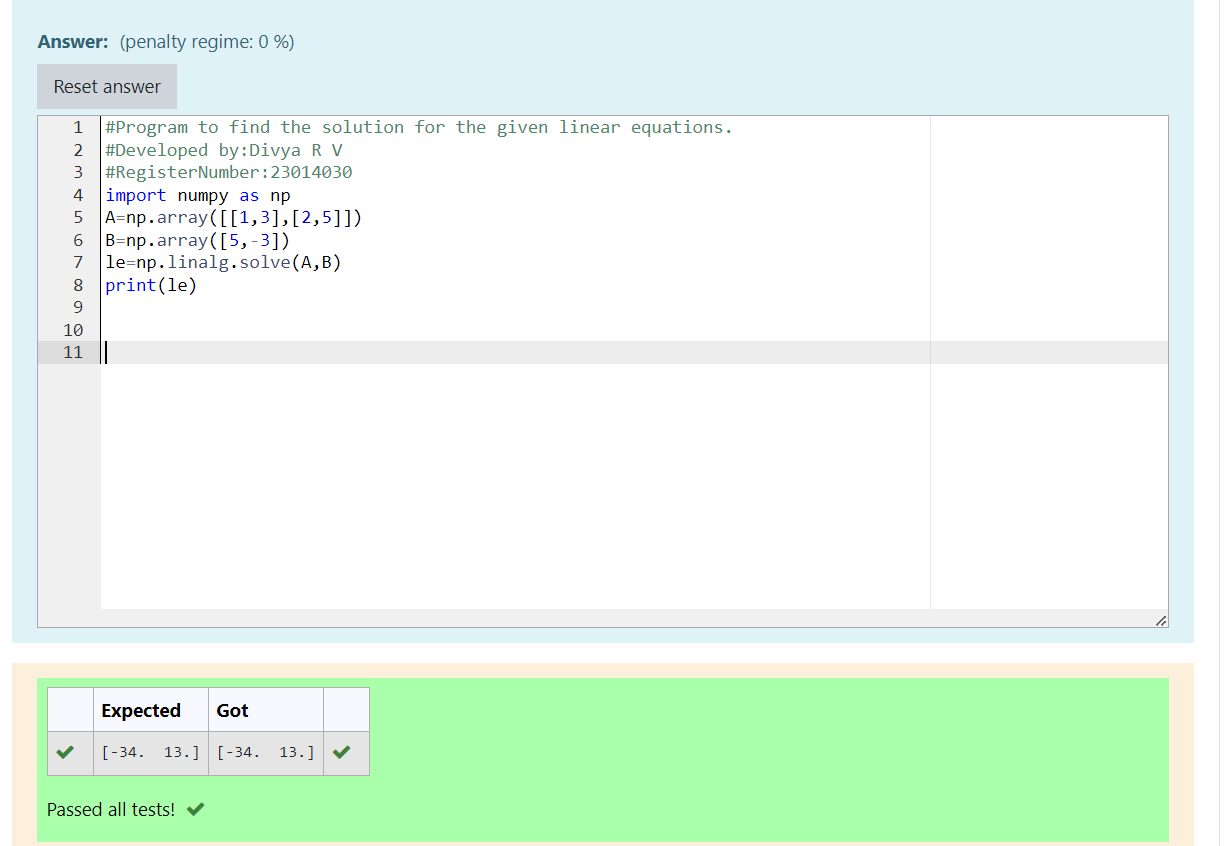 Answer: (penalty regime: 0 %)
Reset answer
1 #Program to find the solution for the given linear equations.
2 #Developed by:Divya R V
3 #RegisterNumber:23014030
4 import numpy as np
5 A=np.array([[1,3],[2,5]])
6 B=np.array([5,-3])
7 le=np.linalg.solve(A,B)
8 print(le)
9
10
11
Expected Got
[-34.  13.] [-34.  13.]
Passed all tests!